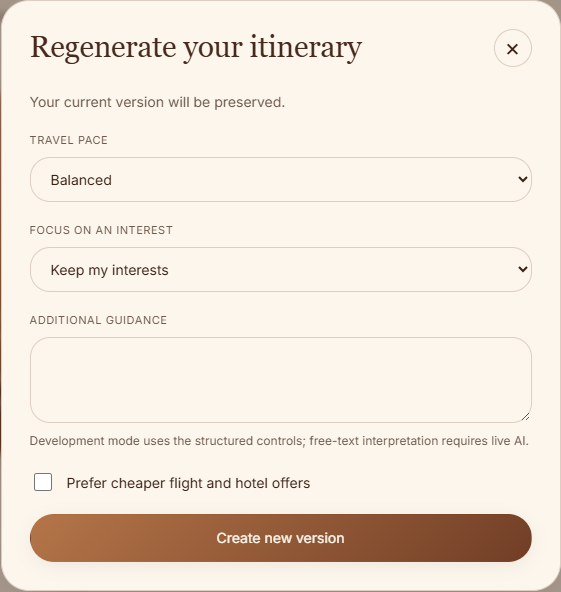 Regenerate your itinerary
Your current version will be preserved.
TRAVEL PACE
Balanced
FOCUS ON AN INTEREST
Keep my interests
ADDITIONAL GUIDANCE
Development mode uses the structured controls; free-text interpretation requires live AI.
Prefer cheaper flight and hotel offers
Create new version